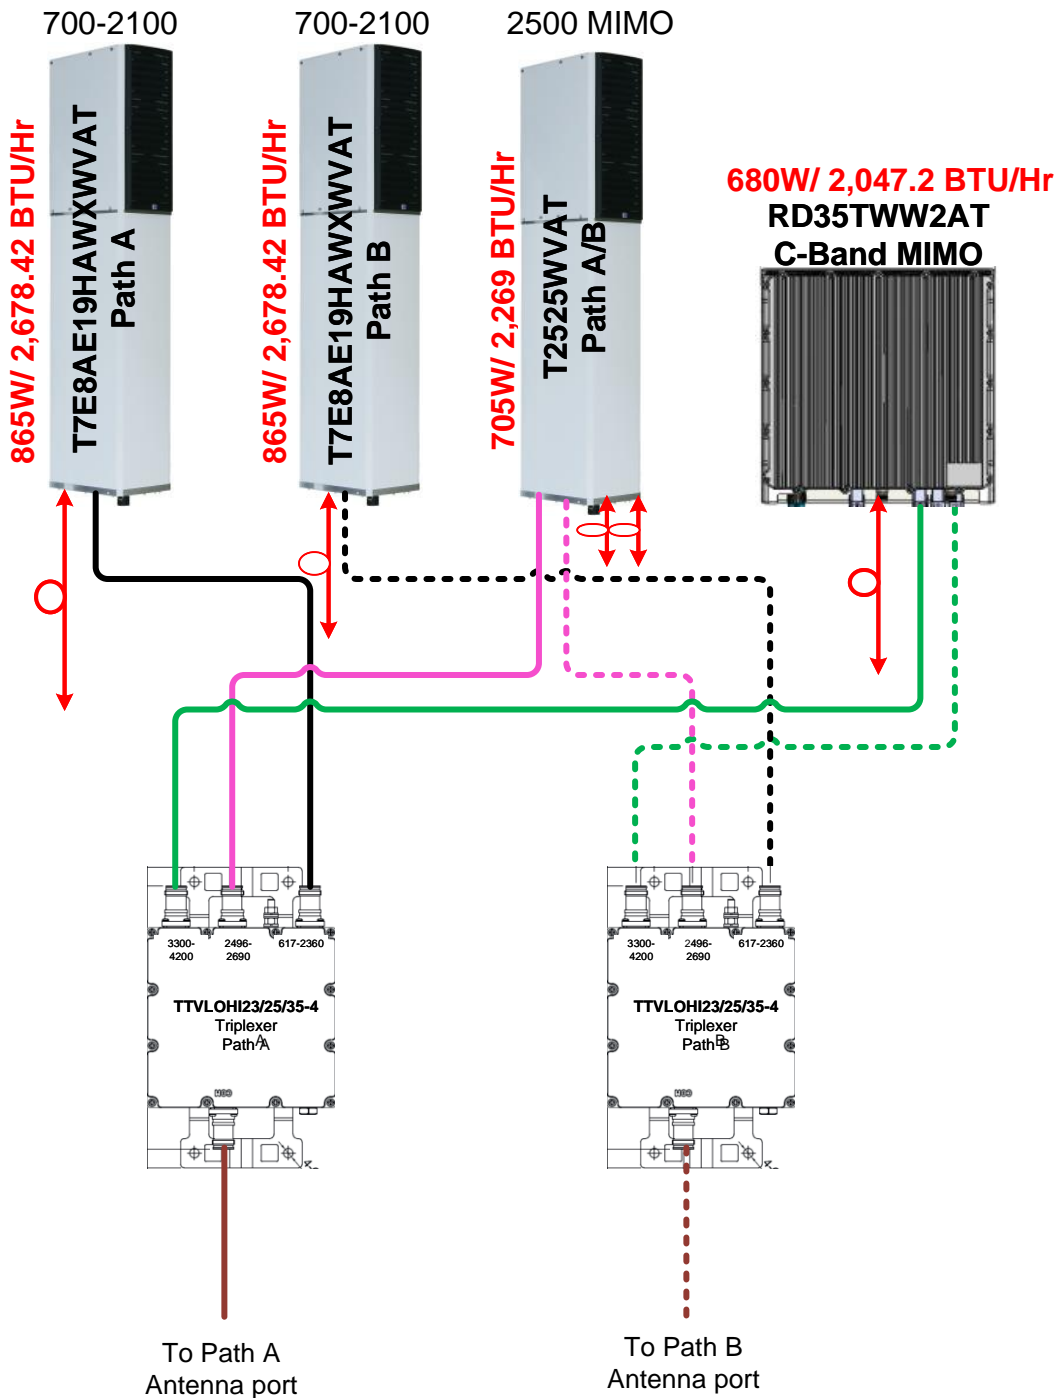 700-2100
700-2100
2500 MIMO
865W/ 2,678.42 BTU/Hr
T7E8AE19HAWXWVAT
Path A
865W/ 2,678.42 BTU/Hr
T7E8AE19HAWXWVAT
Path B
705W/ 2,269 BTU/Hr
T2525WVAT
Path A/B
680W/ 2,047.2 BTU/Hr
RD35TWW2AT
C-Band MIMO
3300-
4200
2496-
2690
617-2360
TTVLOHI23/25/35-4
Triplexer
Path A
A
COM
3300-
4200
2496-
2690
617-2360
TTVLOHI23/25/35-4
Triplexer
Path B
B
COM
To Path A
Antenna port
To Path B
Antenna port